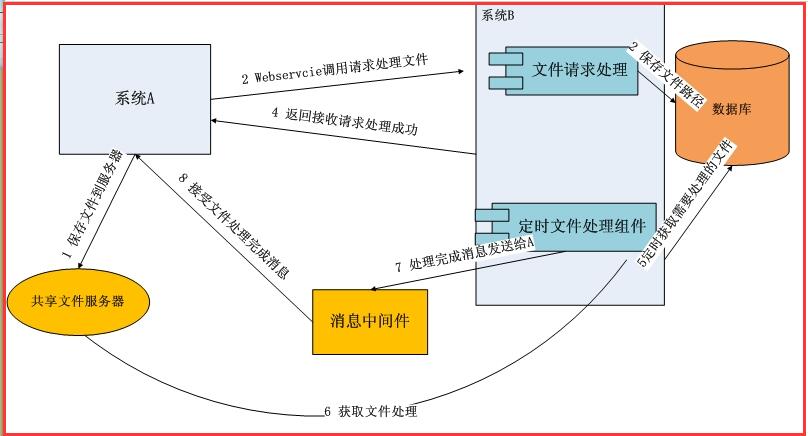 系统B
系统A
2 Webservcie调用请求处理文件
文件请求处理
2 保存文件路径
数据库
4 返回接收请求处理成功
1 保存文件到服务器
8 接受文件处理完成消息
定时文件处理组件
5定时获取需要处理的文件
7 处理完成消息发送给A
共享文件服务器
消息中间件
6 获取文件处理